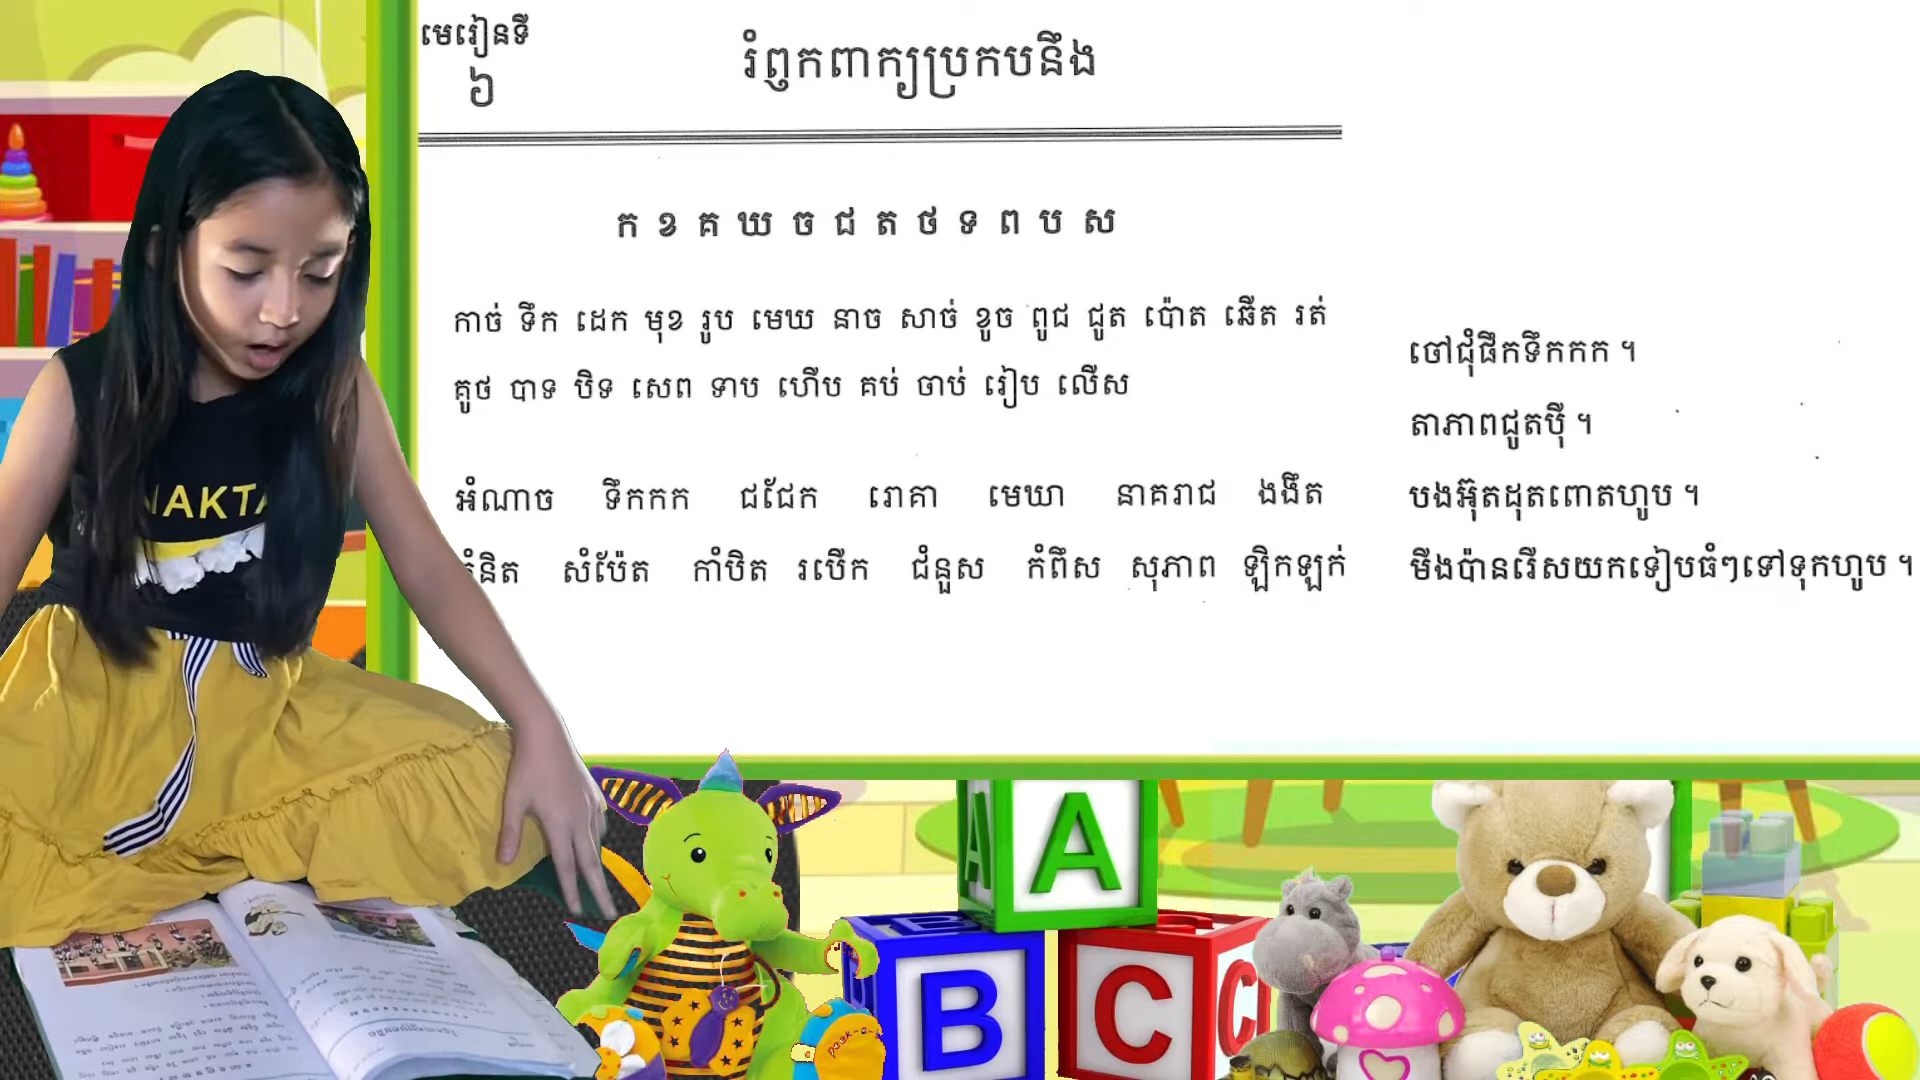 មេរៀនទី
៦
រំឭកពាក្យប្រកបនឹង
ក ខ គ ឃ ច ជ ត ថ ទ ព ប ស
កាច់ ទឹក ដេក មុខ រូប មេឃ នាច សាច់ ខូច ពូជ ជូត ប៉ោត ឆើត រត់
គូថ បាទ បិទ សេព ទាប ហើប គប់ ចាប់ រៀប លើស
អំណាច ទឹកកក ជជែក រោគា មេឃា នាគរាជ ងងឹត
សំប៉ែត កាំបិត របើក ជំនួស កំពឹស សុភាព ឡិកឡក់
ចៅជុំផឹកទឹកកក ។
តាភាពជូតប៉ី ។
បងអ៊ុតដុតពោតហូប ។
មីងប៉ានរើសយកទៀបធំៗទៅទុកហូប ។
NAKTA
A
B
C